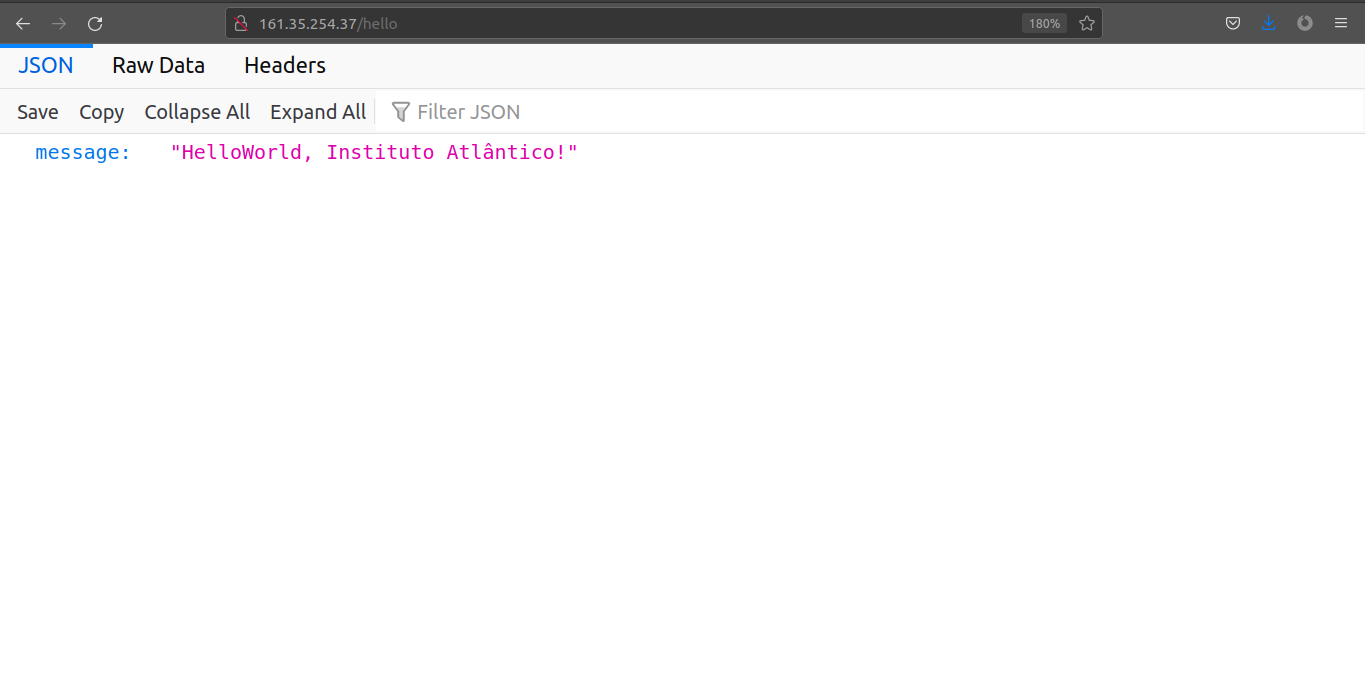 161.35.254.37/hello 180%
JSON Raw Data Headers
Save Copy Collapse All Expand All Filter JSON
message: "HelloWorld, Instituto Atlântico!"